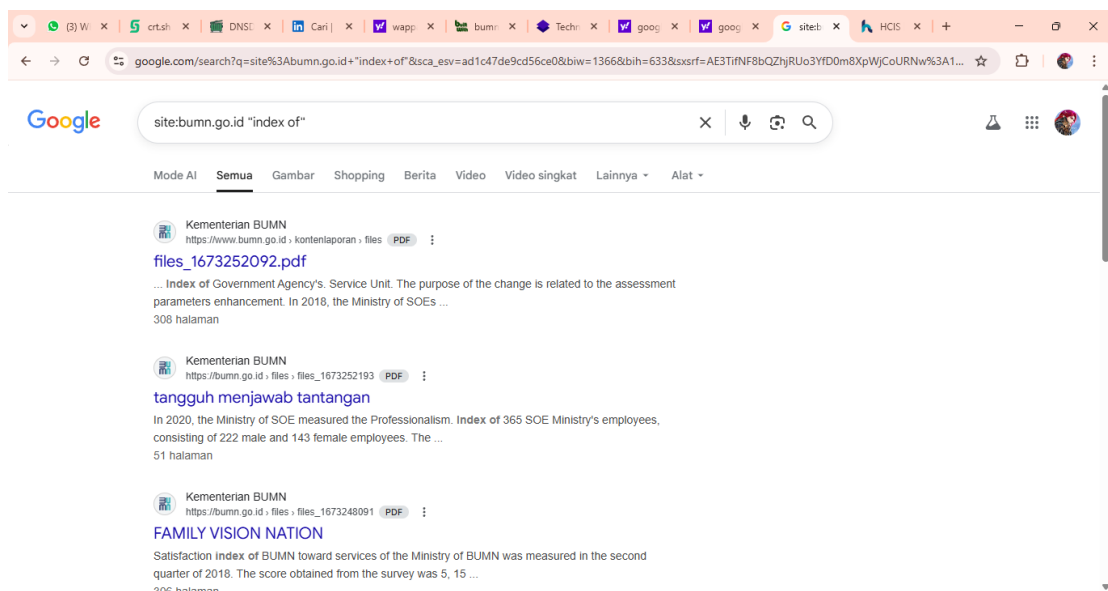 (3) W
crt.sh
DNSD
Cari |
wapp
bumn
Techn
goog
goog
site:b
HCIS
google.com/search?q=site%3Abumn.go.id+"index+of"&sca_esv=ad1c47de9cd56ce0&biw=1366&bih=633&sxsrf=AE3TifNF8bQZhjRUo3YfD0m8XpWjCoURNw%3A1...
Google
site:bumn.go.id "index of"
Mode AI Semua Gambar Shopping Berita Video Video singkat Lainnya Alat
Kementerian BUMN
https://www.bumn.go.id › kontenlaporan › files PDF
files_1673252092.pdf
... Index of Government Agency's. Service Unit. The purpose of the change is related to the assessment
parameters enhancement. In 2018, the Ministry of SOEs ...
308 halaman
Kementerian BUMN
https://bumn.go.id › files › files_1673252193 PDF
tangguh menjawab tantangan
In 2020, the Ministry of SOE measured the Professionalism. Index of 365 SOE Ministry's employees,
consisting of 222 male and 143 female employees. The ...
51 halaman
Kementerian BUMN
https://bumn.go.id › files › files_1673248091 PDF
FAMILY VISION NATION
Satisfaction index of BUMN toward services of the Ministry of BUMN was measured in the second
quarter of 2018. The score obtained from the survey was 5, 15 ...
306 halaman